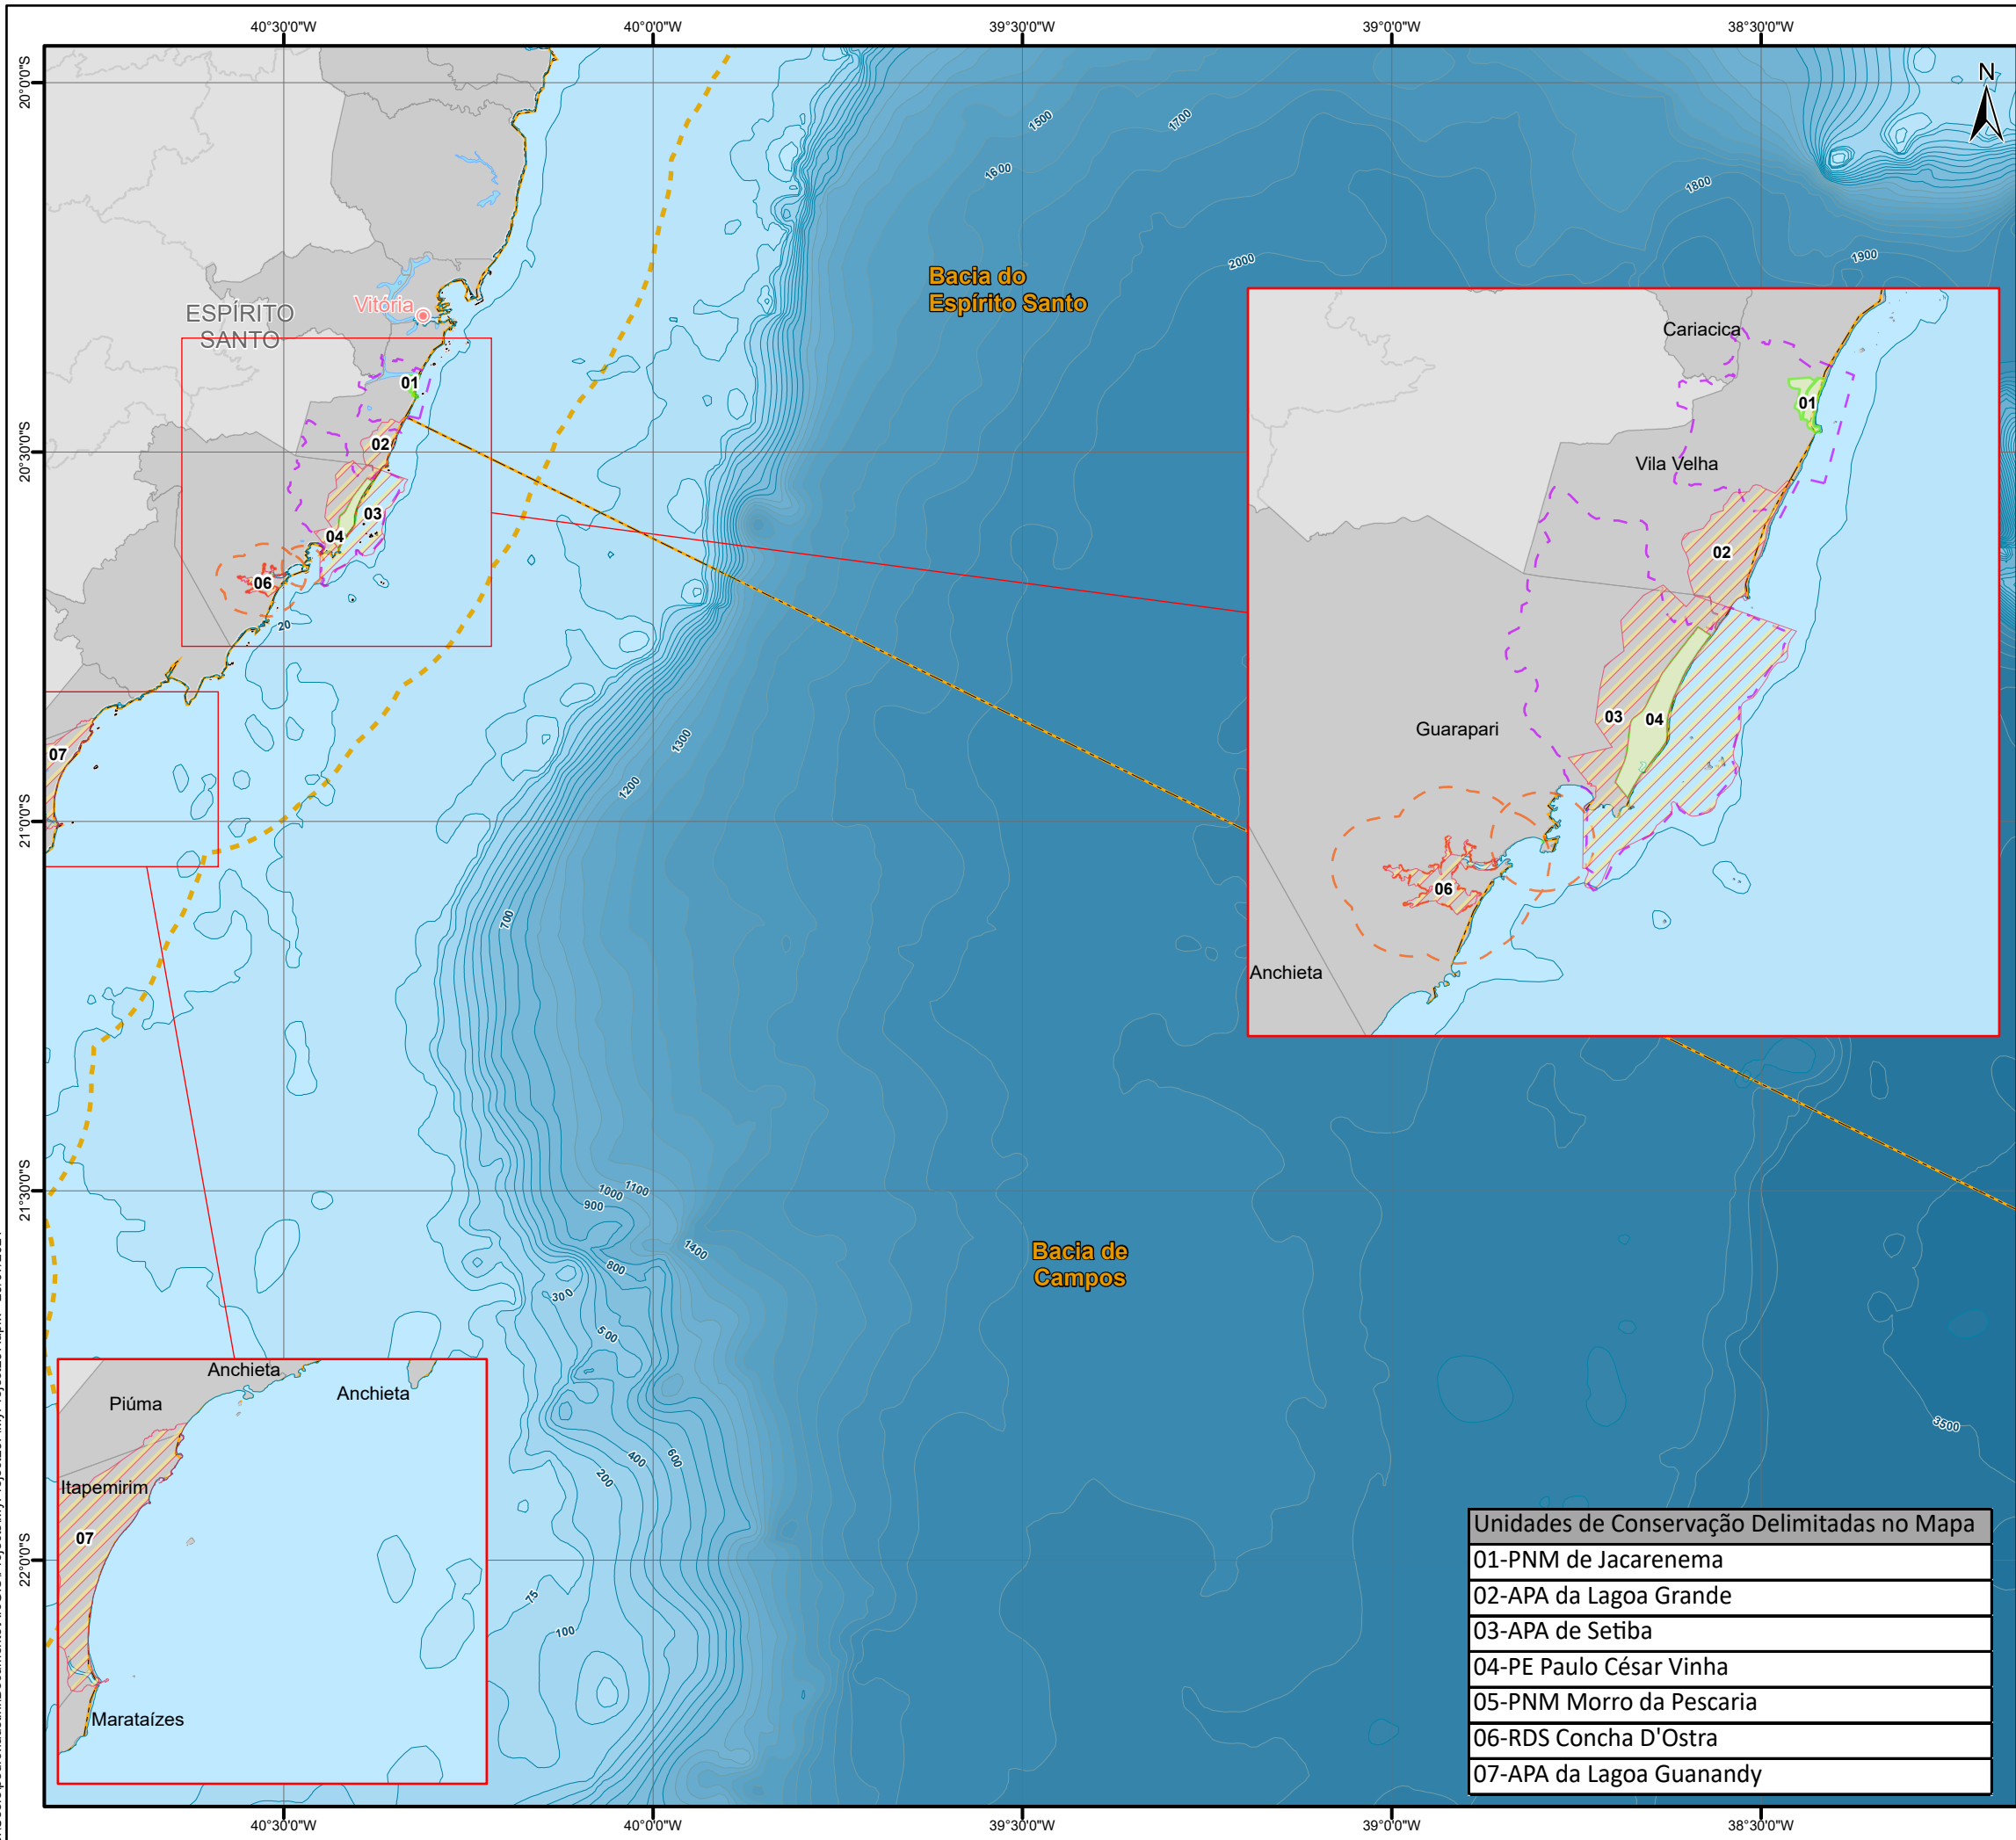 40°30'0"W
40°0'0"W
39°30'0"W
39°0'0"W
38°30'0"W
20°0'0"S
20°30'0"S
21°0'0"S
21°30'0"S
22°0'0"S
N
1500
1600
1700
1800
1900
2000
Bacia do
Espírito Santo
ESPÍRITO
SANTO
Vitória
01
02
03
04
06
20
07
1300
1200
700
1000
1100
900
1400
800
300
500
400
600
200
75
100
3500
Bacia de
Campos
Cariacica
01
Vila Velha
02
03
04
Guarapari
06
Anchieta
Anchieta
Anchieta
Piúma
Itapemirim
07
Marataízes
Unidades de Conservação Delimitadas no Mapa
01-PNM de Jacarenema
02-APA da Lagoa Grande
03-APA de Setiba
04-PE Paulo César Vinha
05-PNM Morro da Pescaria
06-RDS Concha D'Ostra
07-APA da Lagoa Guanandy
40°30'0"W
40°0'0"W
39°30'0"W
39°0'0"W
38°30'0"W